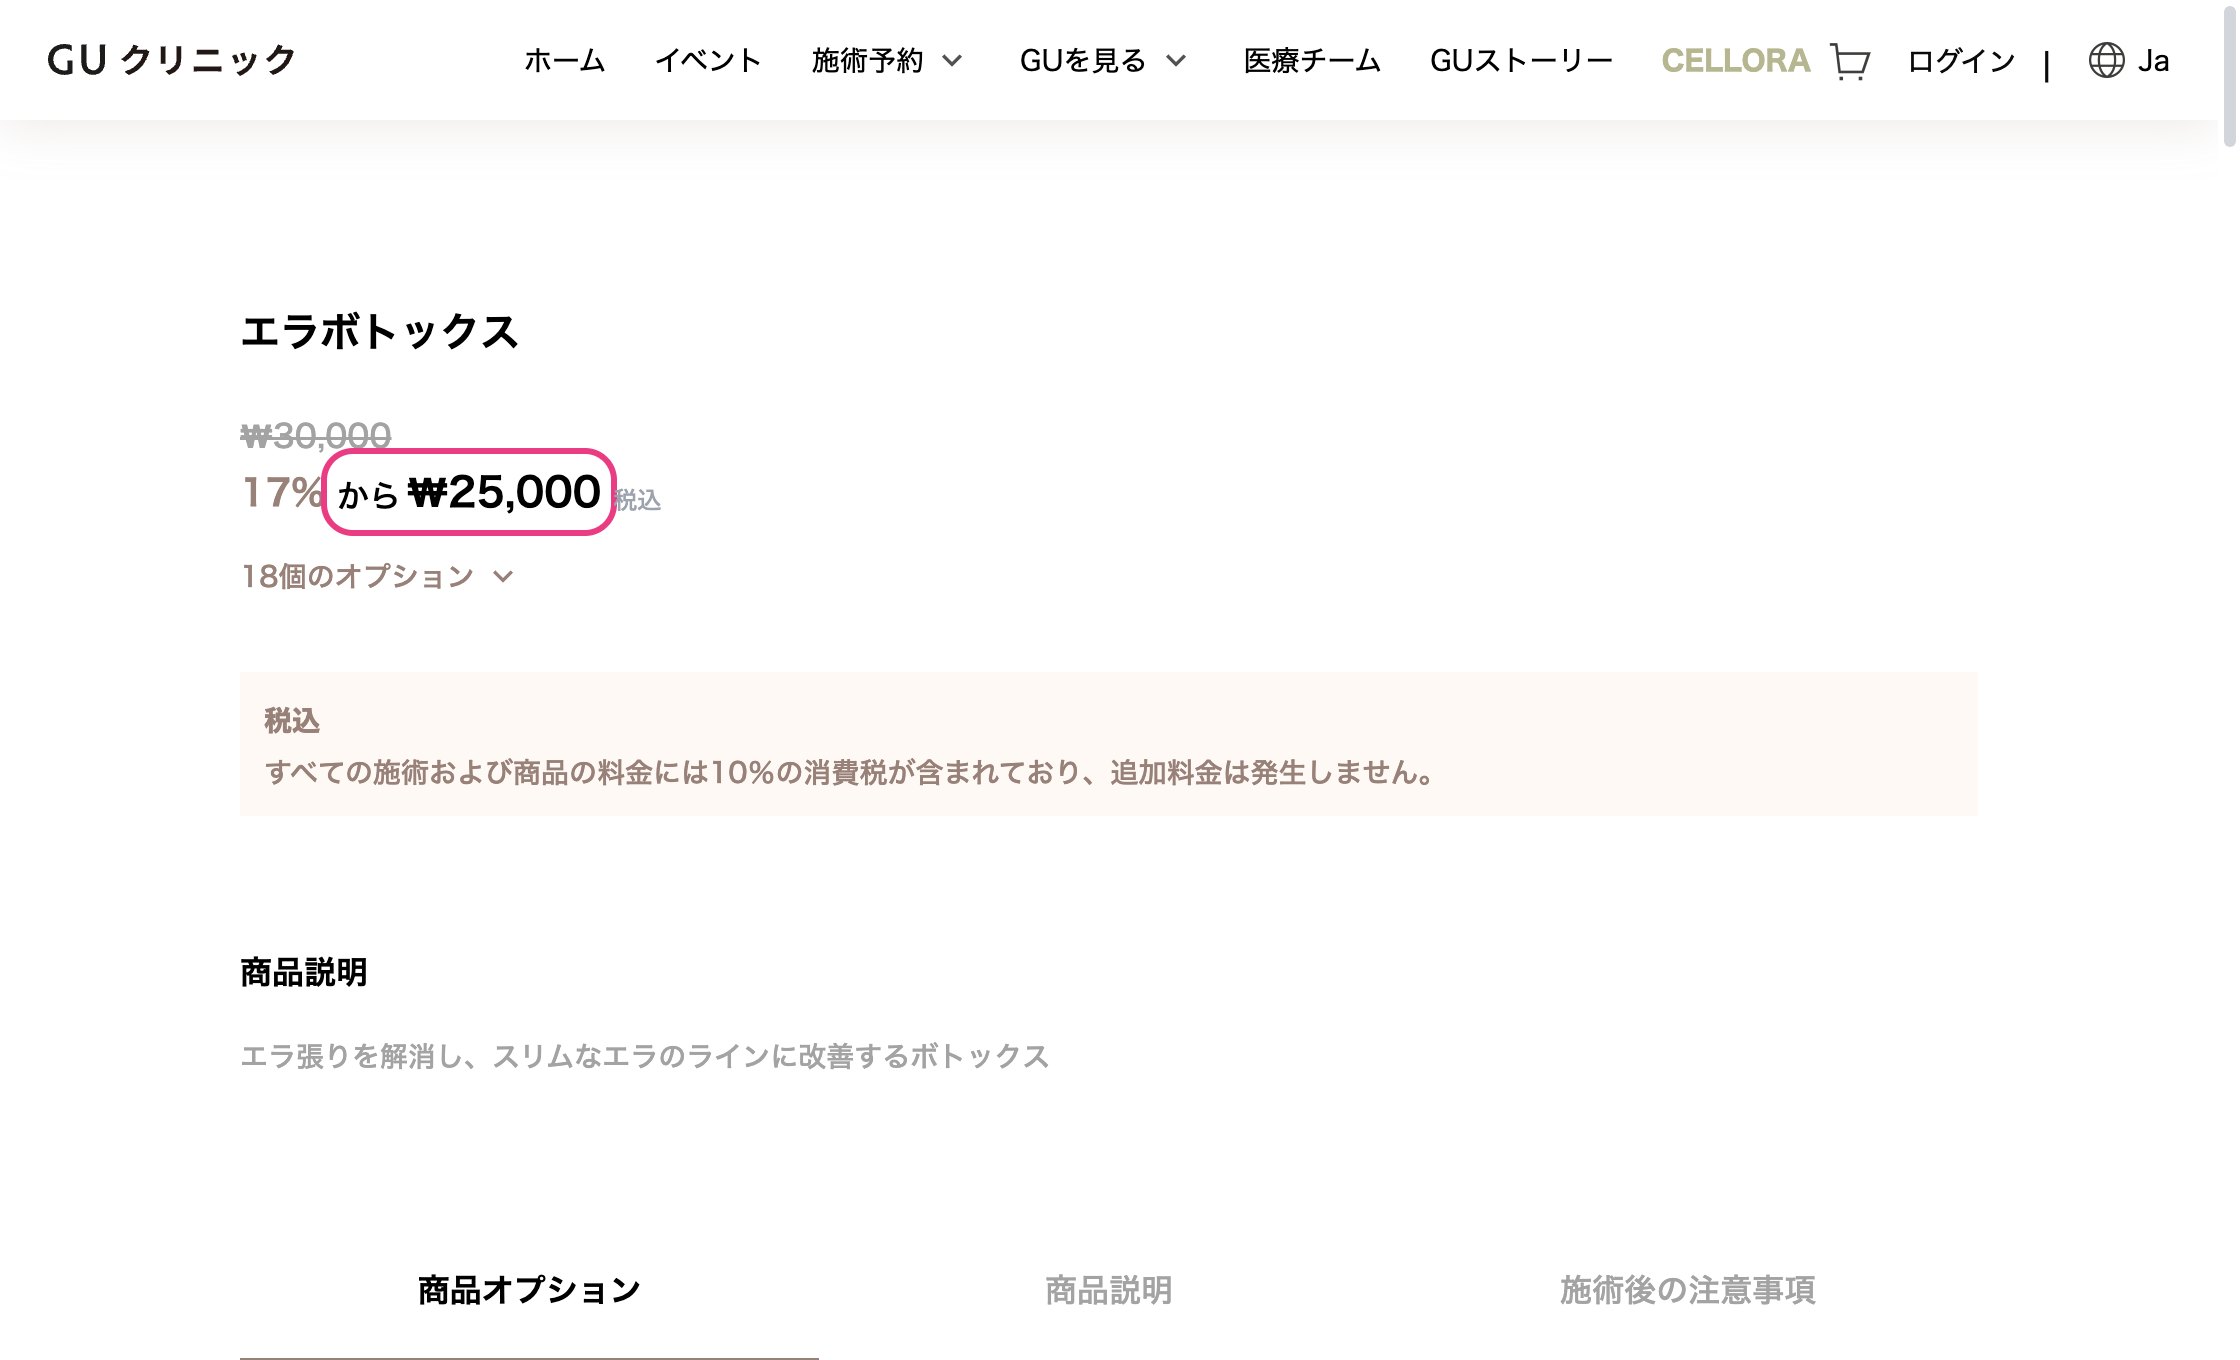 GU クリニック ホーム イベント 施術予約 GUを見る 医療チーム GUストーリー CELLORA ログイン | Ja
エラボトックス
₩30,000
17% から ₩25,000 税込
18個のオプション
税込
すべての施術および商品の料金には10%の消費税が含まれており、追加料金は発生しません。
商品説明
エラ張りを解消し、スリムなエラのラインに改善するボトックス
商品オプション 商品説明 施術後の注意事項